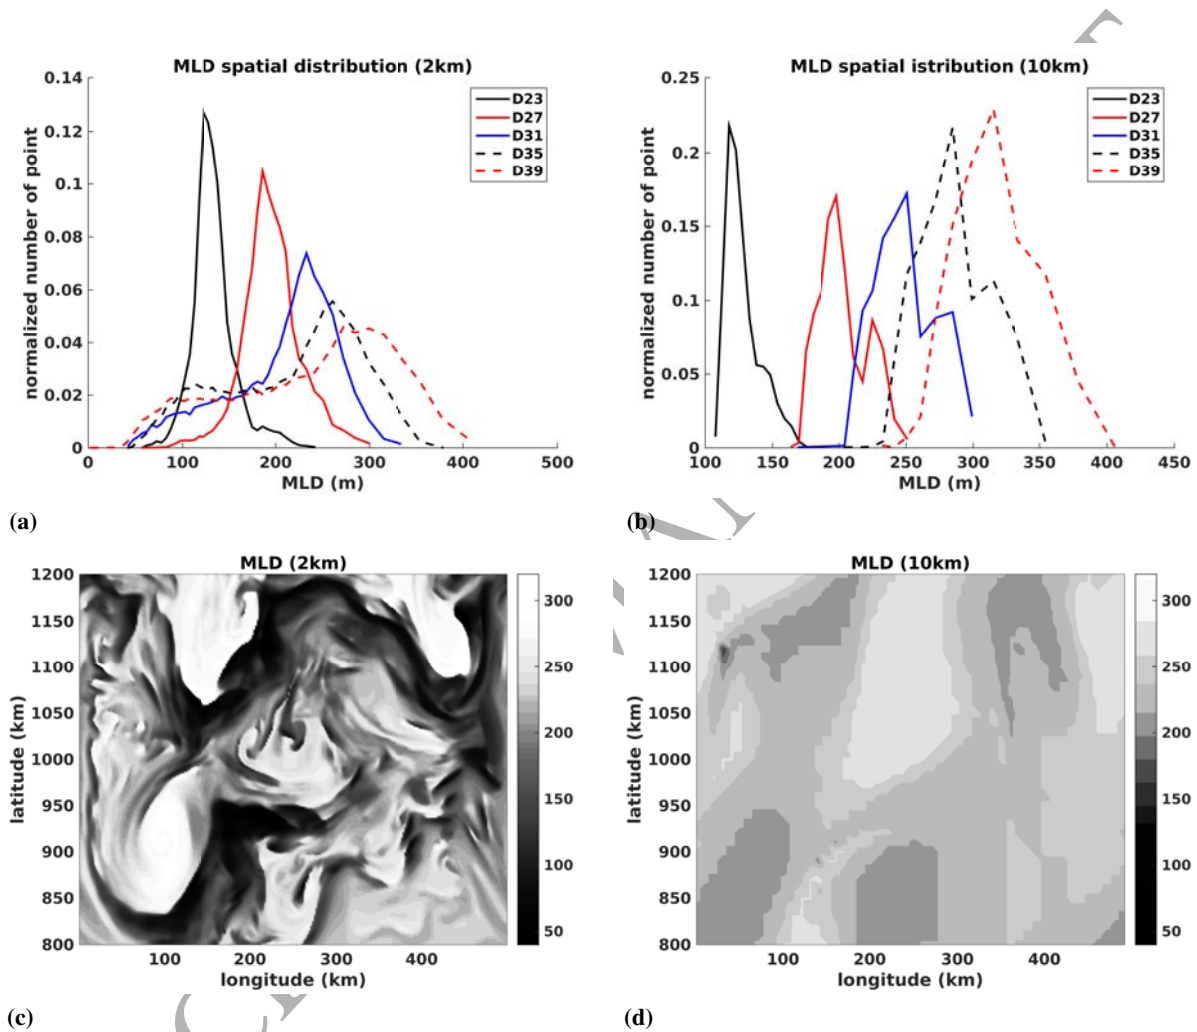 MLD spatial distribution (2km)
normalized number of point
0.14
0.12
0.1
0.08
0.06
0.04
0.02
0
0 100 200 300 400 500
MLD (m)
D23
D27
D31
D35
D39
(a)
MLD spatial istribution (10km)
normalized number of point
0.25
0.2
0.15
0.1
0.05
0
100 150 200 250 300 350 400 450
MLD (m)
D23
D27
D31
D35
D39
(b)
MLD (2km)
latitude (km)
1200
1150
1100
1050
1000
950
900
850
800
100 200 300 400
longitude (km)
300
250
200
150
100
50
(c)
MLD (10km)
latitude (km)
1200
1150
1100
1050
1000
950
900
850
800
100 200 300 400
longitude (km)
300
250
200
150
100
50
(d)